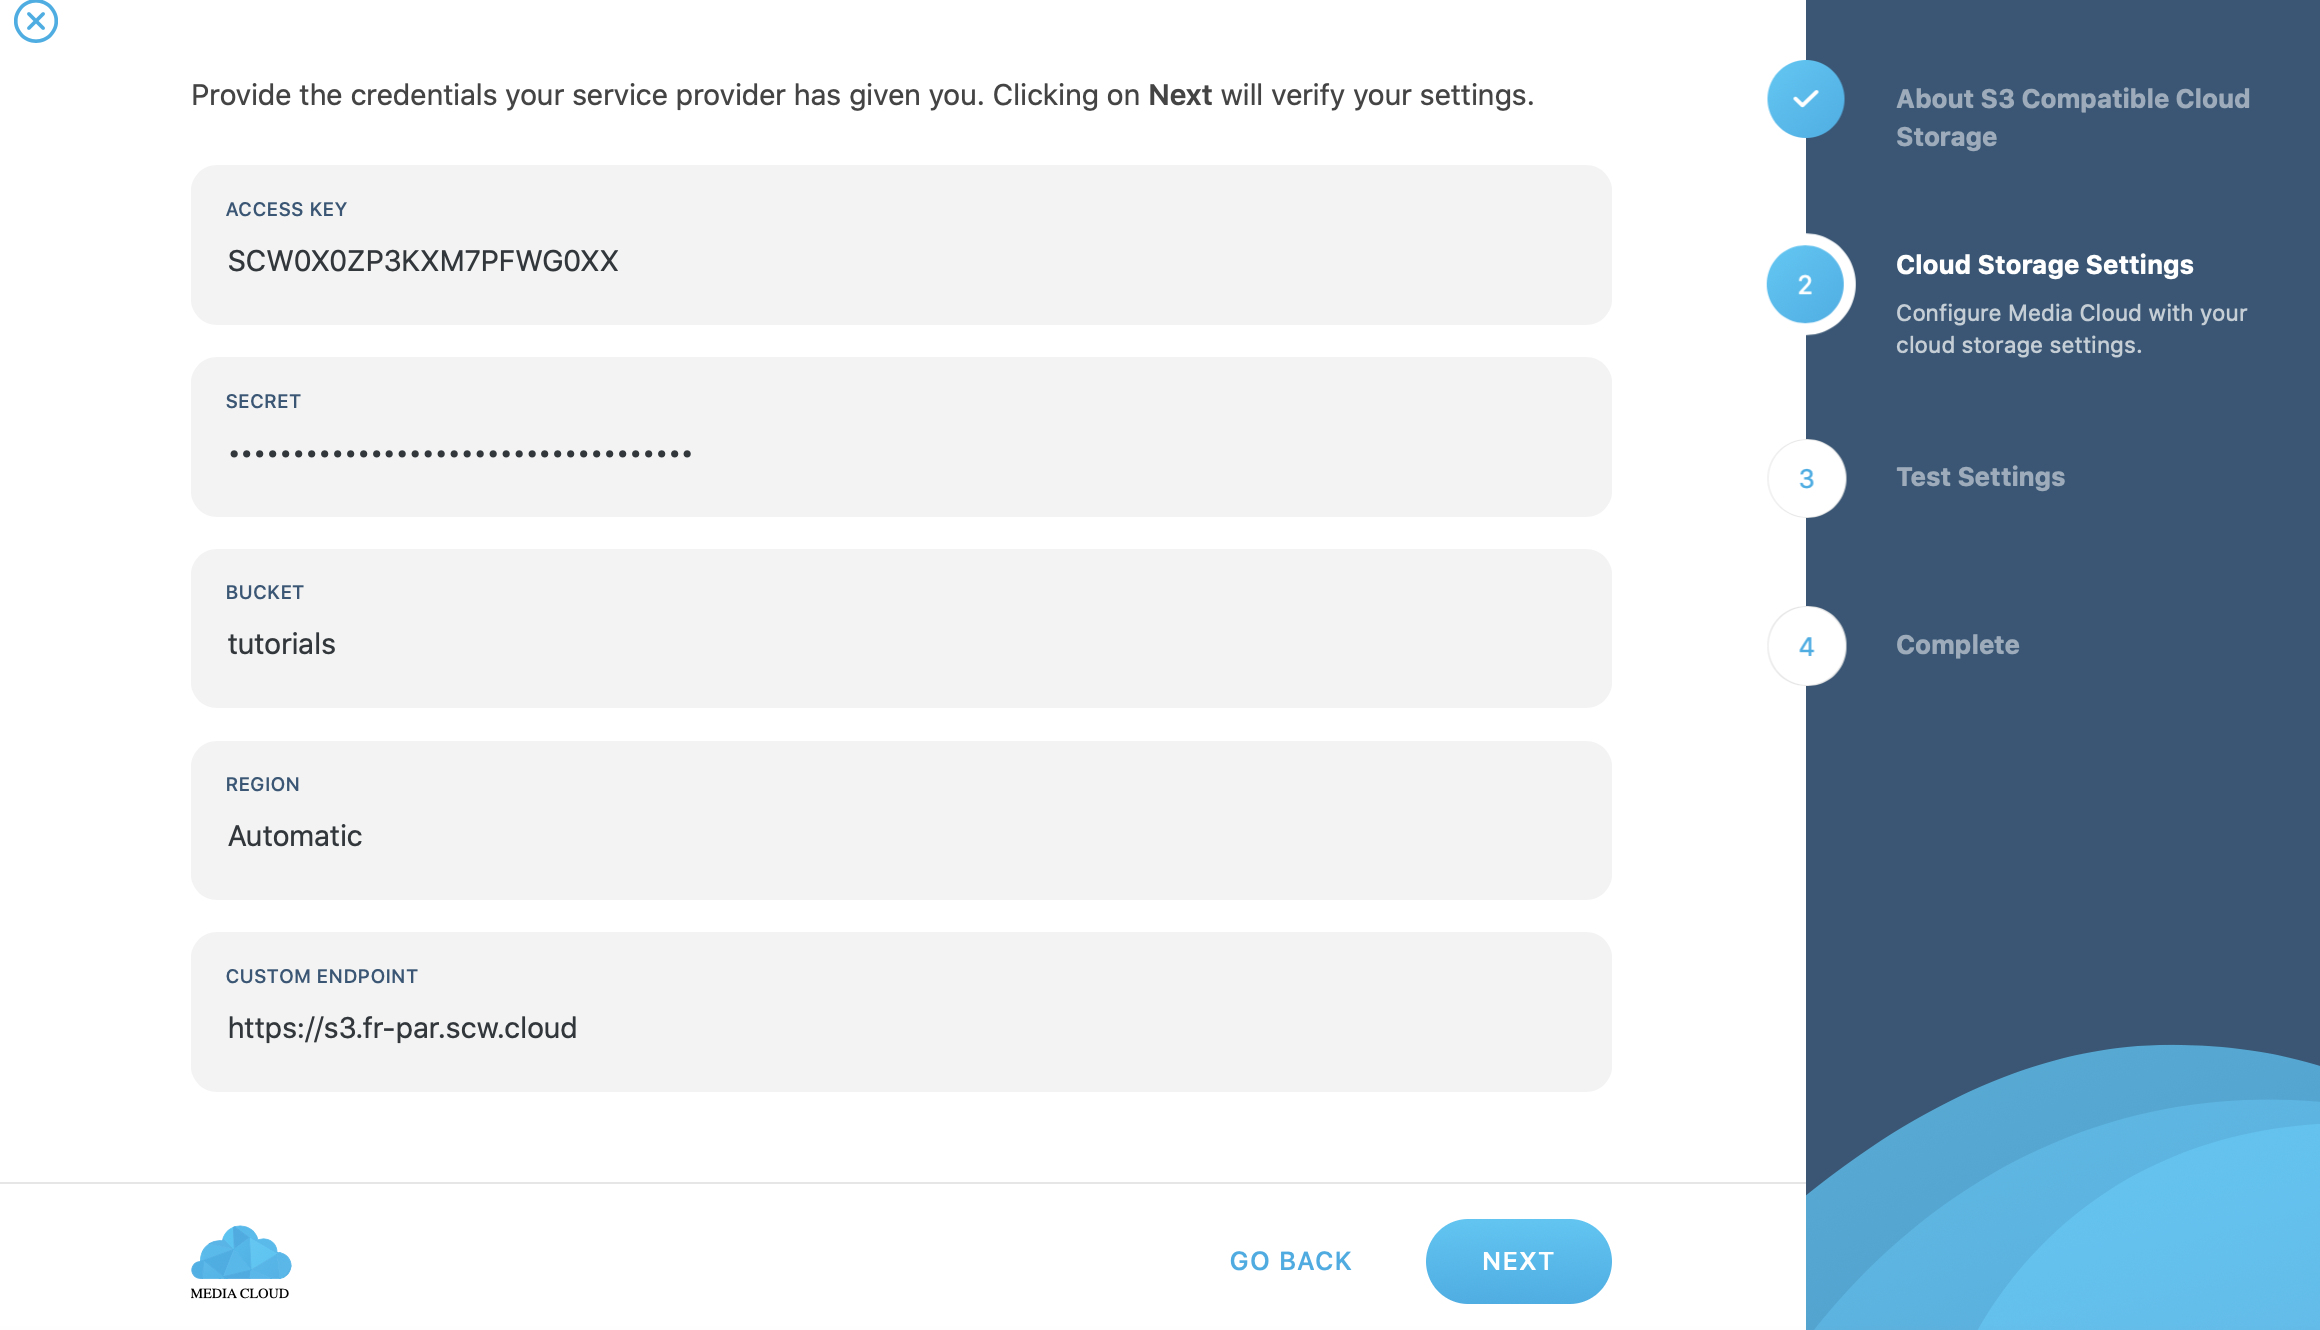 Provide the credentials your service provider has given you. Clicking on Next will verify your settings.
ACCESS KEY
SCW0X0ZP3KXM7PFWG0XX
SECRET
••••••••••••••••••••••••••••••••••••
BUCKET
tutorials
REGION
Automatic
CUSTOM ENDPOINT
https://s3.fr-par.scw.cloud
MEDIA CLOUD
GO BACK
NEXT
About S3 Compatible Cloud
Storage
2
Cloud Storage Settings
Configure Media Cloud with your
cloud storage settings.
3
Test Settings
4
Complete